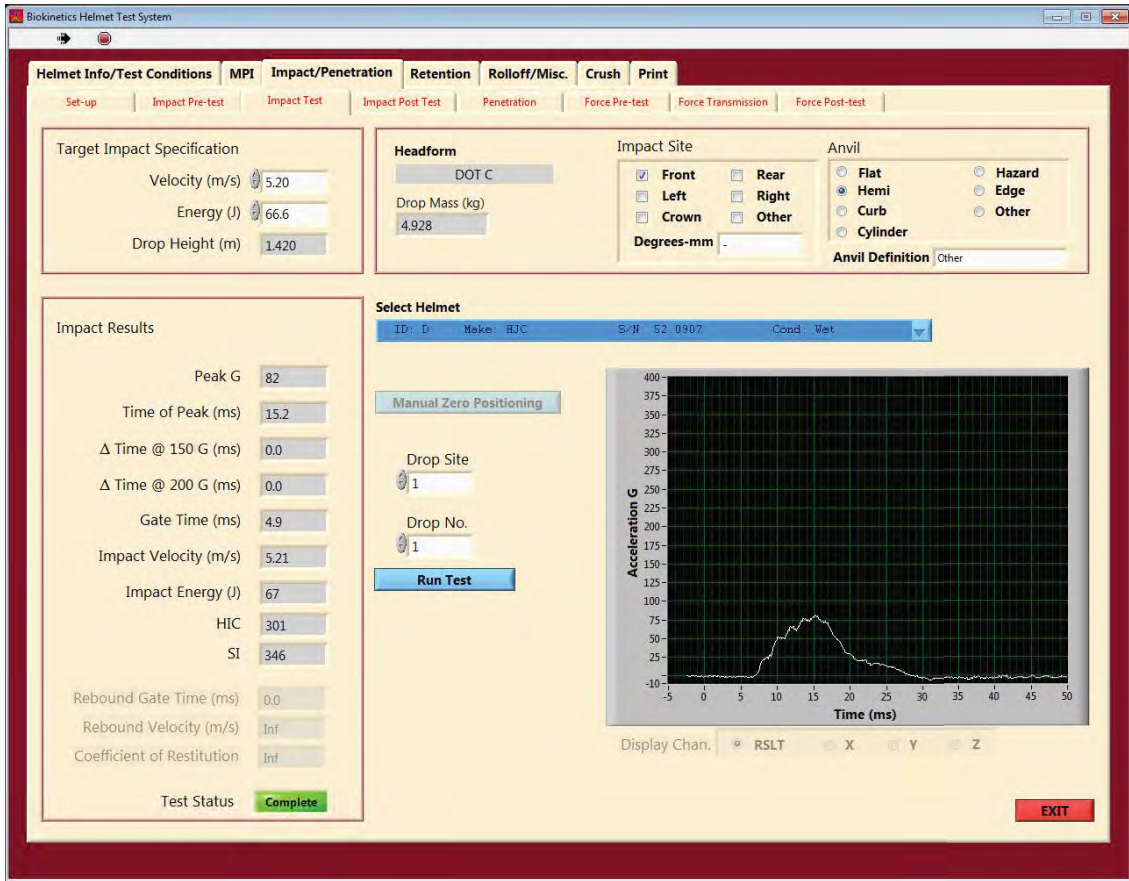 Biokinetics Helmet Test System
Helmet Info/Test Conditions MPI Impact/Penetration Retention Rolloff/Misc. Crush Print
Set-up Impact Pre-test Impact Test Impact Post Test Penetration Force Pre-test Force Transmission Force Post-test
Target Impact Specification
Velocity (m/s) 5.20
Energy (J) 66.6
Drop Height (m) 1.420
Headform
DOT C
Drop Mass (kg)
4.928
Impact Site
Front Rear
Left Right
Crown Other
Degrees-mm -
Anvil
Flat Hazard
Hemi Edge
Curb Other
Cylinder
Anvil Definition Other
Impact Results
Peak G 82
Time of Peak (ms) 15.2
Δ Time @ 150 G (ms) 0.0
Δ Time @ 200 G (ms) 0.0
Gate Time (ms) 4.9
Impact Velocity (m/s) 5.21
Impact Energy (J) 67
HIC 301
SI 346
Rebound Gate Time (ms) 0.0
Rebound Velocity (m/s) Inf
Coefficient of Restitution Inf
Test Status Complete
Select Helmet
ID: D Make: HJC S/N: 52 0907 Cond: Wet
Manual Zero Positioning
Drop Site
1
Drop No.
1
Run Test
Acceleration G
400
375
350
325
300
275
250
225
200
175
150
125
100
75
50
25
-10
-5 0 5 10 15 20 25 30 35 40 45 50
Time (ms)
Display Chan. RSLT X Y Z
EXIT